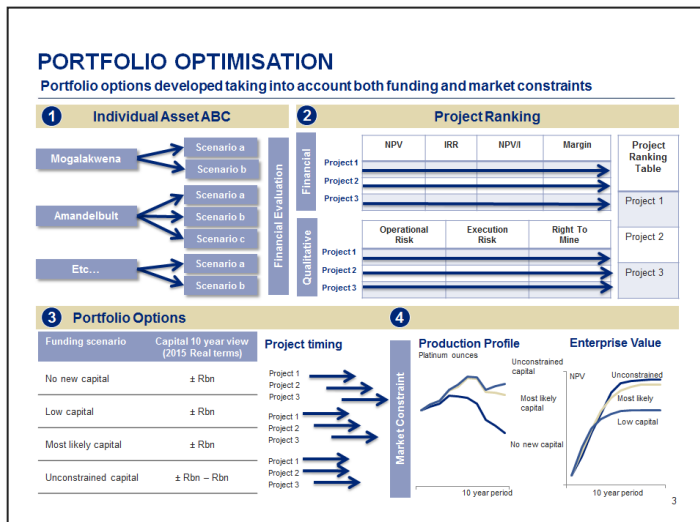 PORTFOLIO OPTIMISATION
Portfolio options developed taking into account both funding and market constraints
1 Individual Asset ABC
Mogalakwena
Scenario a
Scenario b
Amandelbult
Scenario a
Scenario b
Scenario c
Etc...
Scenario a
Scenario b
Financial Evaluation
2 Project Ranking
Financial
NPV IRR NPV/I Margin
Project 1
Project 2
Project 3
Qualitative
Operational Risk
Execution Risk
Right To Mine
Project 1
Project 2
Project 3
Project Ranking Table
Project 1
Project 2
Project 3
3 Portfolio Options
Funding scenario
Capital 10 year view
(2015 Real terms)
No new capital ± Rbn
Low capital ± Rbn
Most likely capital ± Rbn
Unconstrained capital ± Rbn – Rbn
Project timing
Project 1
Project 2
Project 3
Project 1
Project 2
Project 3
Project 1
Project 2
Project 3
4
Market Constraint
Production Profile
Platinum ounces
Unconstrained
capital
Most likely
capital
No new capital
10 year period
Enterprise Value
NPV
Unconstrained
Most likely
Low capital
10 year period
3